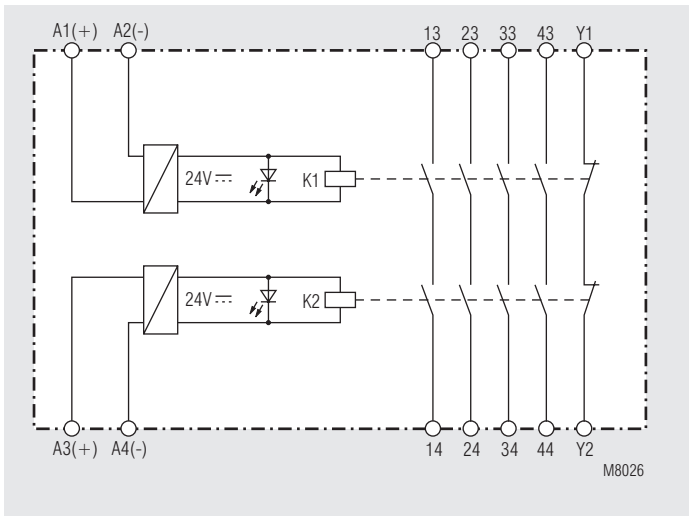 A1(+) A2(-) 13 23 33 43 Y1
24V K1
24V K2
A3(+) A4(-) 14 24 34 44 Y2
M8026